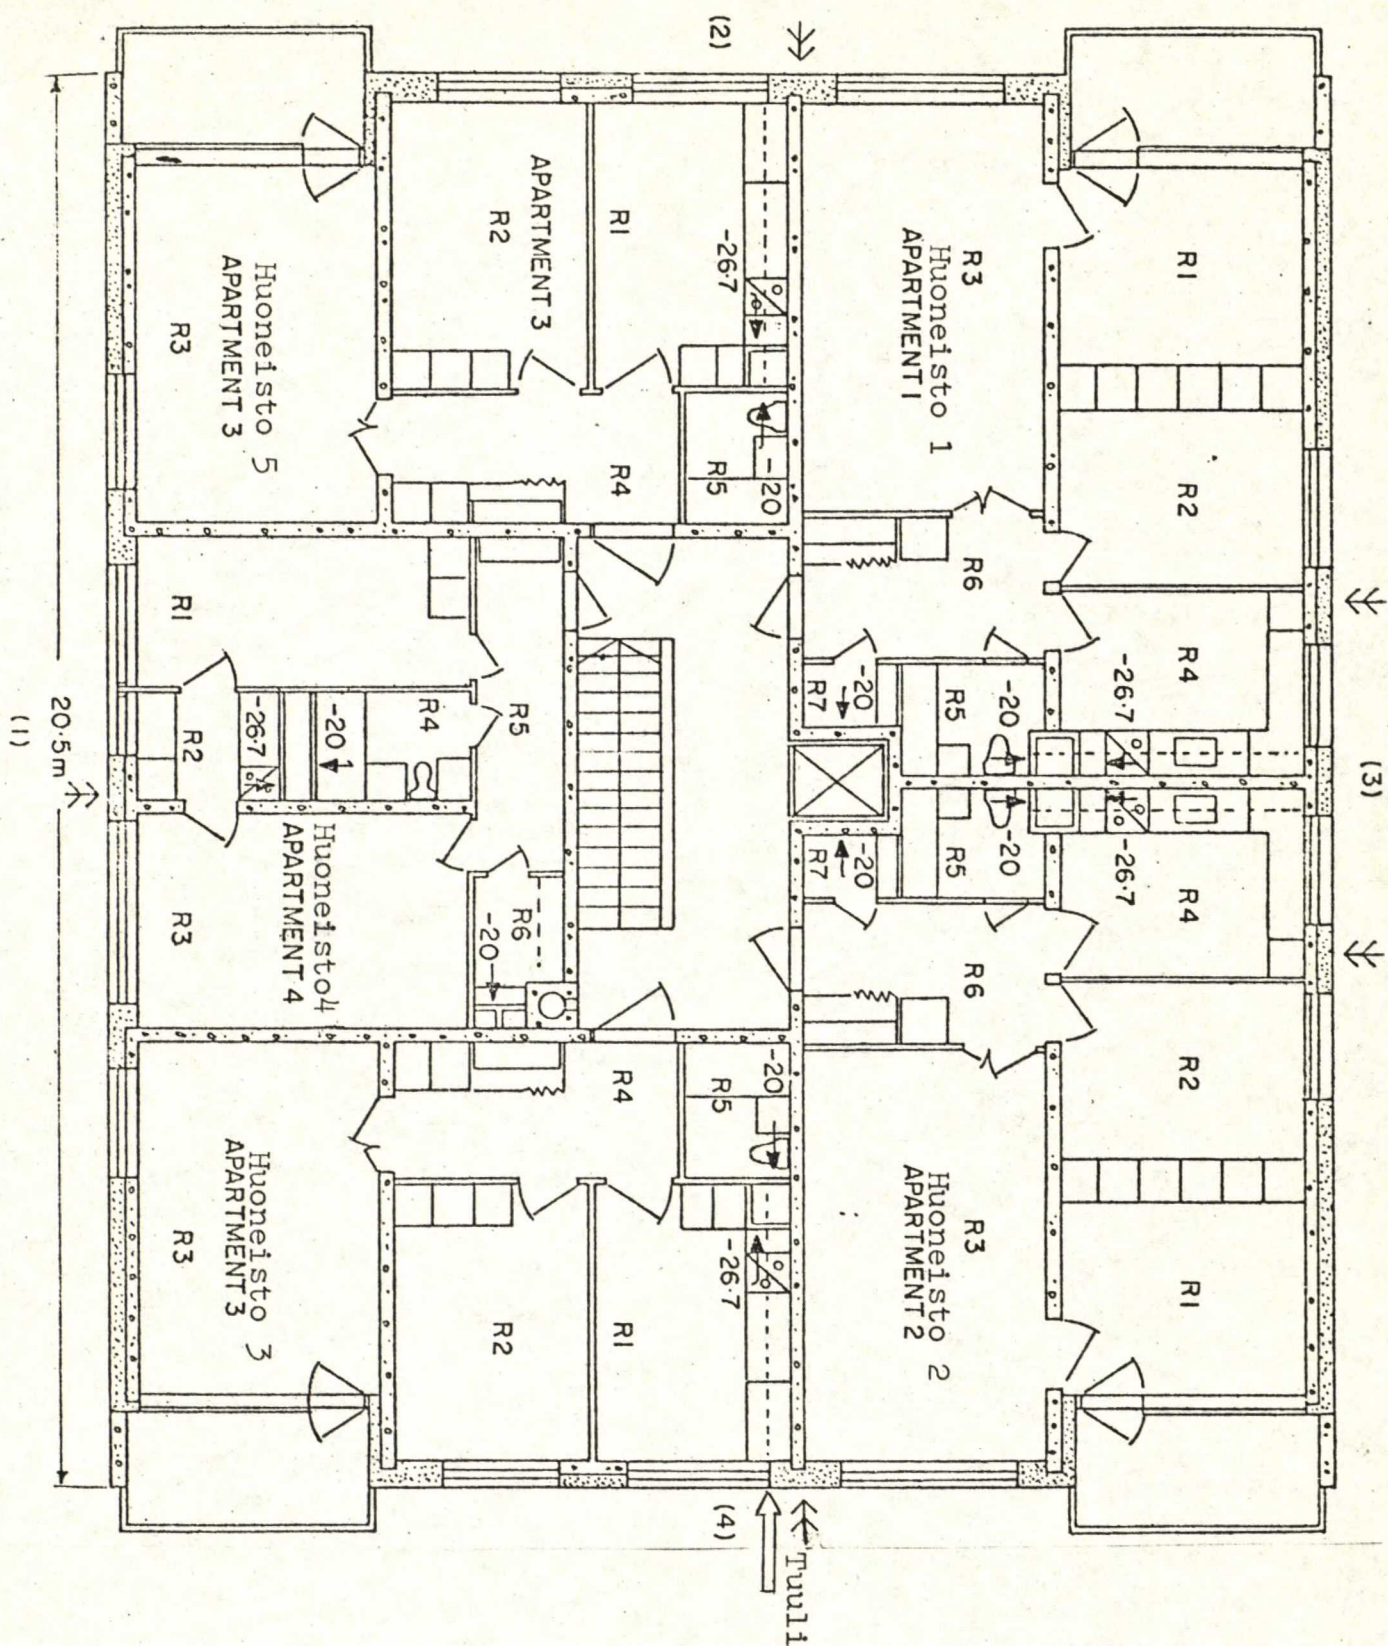 (2)
R1
R3
Huoneisto 1
APARTMENT 1
APARTMENT 3
R2
R1
-26.7
Huoneisto 5
APARTMENT 3
R3
R2
R6
R4
-26.7
R4
R5
-20
R7
-20
R5
-20
R1
R2
-26.7
-20
R4
R5
20.5m
(1)
(3)
R7
-20
R5
-20
-26.7
R4
R6
R2
Huoneisto4
APARTMENT 4
R3
R6
-20
R4
R5
-20
R3
Huoneisto 2
APARTMENT 2
R1
Huoneisto 3
APARTMENT 3
R3
R2
R1
-26.7
(4)
Tuuli